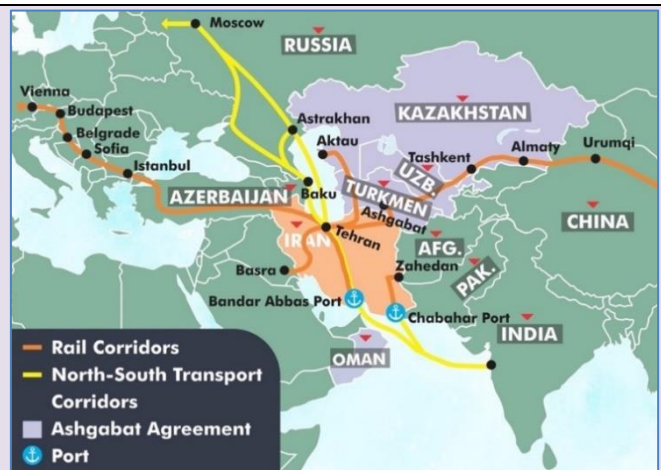 Moscow
RUSSIA
Vienna
Budapest
Belgrade
Sofia
Istanbul
Astrakhan
Aktau
KAZAKHSTAN
Tashkent
Almaty
Urumqi
UZB.
AZERBAIJAN
Baku
TURKMEN
Ashgabat
CHINA
IRAN
Tehran
AFG.
Basra
Zahedan
PAK.
Bandar Abbas Port
Chabahar Port
INDIA
OMAN
Rail Corridors
North-South Transport
Corridors
Ashgabat Agreement
Port